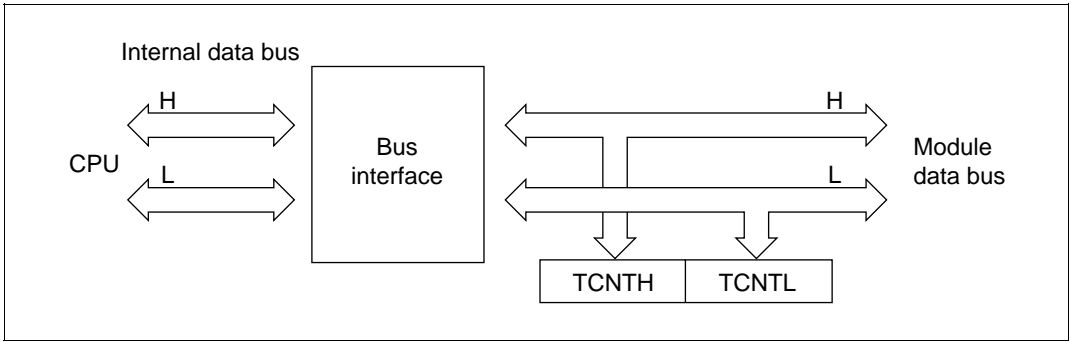 Internal data bus
H
H
CPU
Bus
interface
Module
data bus
L
L
TCNTH
TCNTL